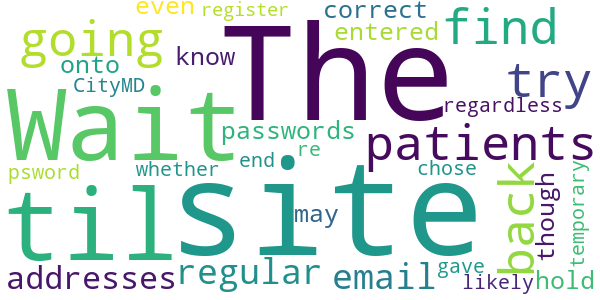 even register correct
going The entered find
onto know try
CityMD regardless
Wait passwords patients
re
psword whether end chose back though temporary
til site may
addresses regular email gave likely hold